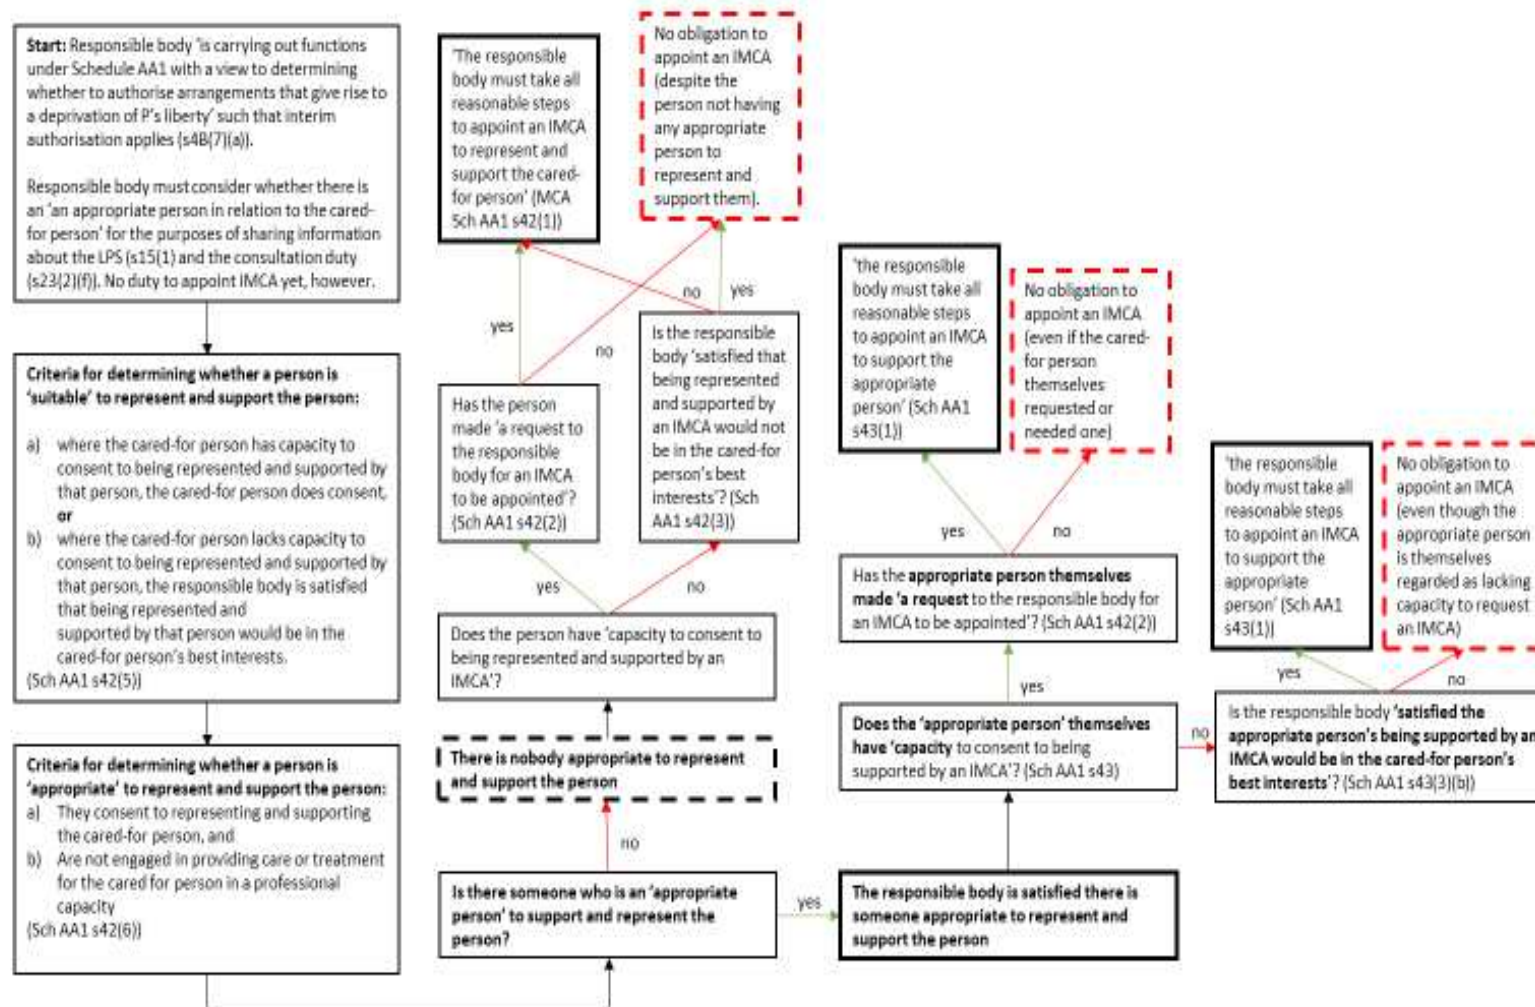 Start: Responsible body 'is carrying out functions
under Schedule AA1 with a view to determining
whether to authorise arrangements that give rise to
a deprivation of P's liberty' such that interim
authorisation applies (s4B(7)(a)).
Responsible body must consider whether there is
an 'an appropriate person in relation to the cared-
for person' for the purposes of sharing information
about the LPS (s15(1) and the consultation duty
(s23(2)(f)). No duty to appoint IMCA yet, however.
Criteria for determining whether a person is
'suitable' to represent and support the person:
a) where the cared-for person has capacity to
consent to being represented and supported by
that person, the cared-for person does consent,
or
b) where the cared-for person lacks capacity to
consent to being represented and supported by
that person, the responsible body is satisfied
that being represented and
supported by that person would be in the
cared-for person's best interests.
(Sch AA1 s42(5))
Criteria for determining whether a person is
'appropriate' to represent and support the person:
a) They consent to representing and supporting
the cared-for person, and
b) Are not engaged in providing care or treatment
for the cared for person in a professional
capacity
(Sch AA1 s42(6))
'The responsible
body must take all
reasonable steps
to appoint an IMCA
to represent and
support the cared-
for person' (MCA
Sch AA1 s42(1))
No obligation to
appoint an IMCA
(despite the
person not having
any appropriate
person to
represent and
support them).
yes
no
no
yes
Has the person
made 'a request to
the responsible
body for an IMCA
to be appointed'?
(Sch AA1 s42(2))
Is the responsible
body 'satisfied that
being represented
and supported by
an IMCA would not
be in the cared-for
person's best
interests'? (Sch
AA1 s42(3))
yes
no
Does the person have 'capacity to consent to
being represented and supported by an
IMCA'?
There is nobody appropriate to represent
and support the person
no
Is there someone who is an 'appropriate
person' to support and represent the
person?
yes
The responsible body is satisfied there is
someone appropriate to represent and
support the person
Does the 'appropriate person' themselves
have 'capacity to consent to being
supported by an IMCA'? (Sch AA1 s43)
yes
no
Has the appropriate person themselves
made 'a request to the responsible body for
an IMCA to be appointed'? (Sch AA1 s42(2))
yes
no
'the responsible
body must take all
reasonable steps
to appoint an IMCA
to support the
appropriate
person' (Sch AA1
s43(1))
No obligation to
appoint an IMCA
(even if the cared-
for person
themselves
requested or
needed one)
Is the responsible body 'satisfied the
appropriate person's being supported by an
IMCA would be in the cared-for person's
best interests'? (Sch AA1 s43(3)(b))
yes
no
'the responsible
body must take all
reasonable steps
to appoint an IMCA
to support the
appropriate
person' (Sch AA1
s43(1))
No obligation to
appoint an IMCA
(even though the
appropriate person
is themselves
regarded as lacking
capacity to request
an IMCA)